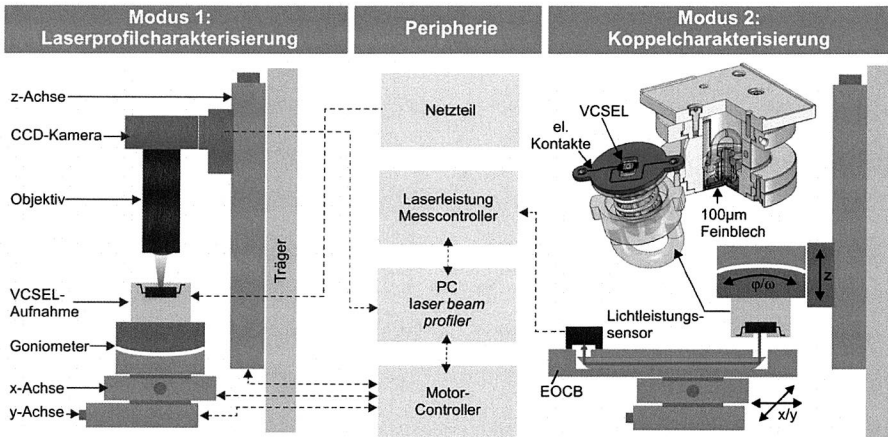 Modus 1:
Laserprofilcharakterisierung
z-Achse
CCD-Kamera
Objektiv
VCSEL-
Aufnahme
Goniometer
x-Achse
y-Achse
Träger
Peripherie
Netzteil
Laserleistung
Messcontroller
PC
laser beam
profiler
Motor-
Controller
Modus 2:
Koppelcharakterisierung
VCSEL
el.
Kontakte
100µm
Feinblech
z
φ/ω
Lichtleistungs-
sensor
EOCB
x/y